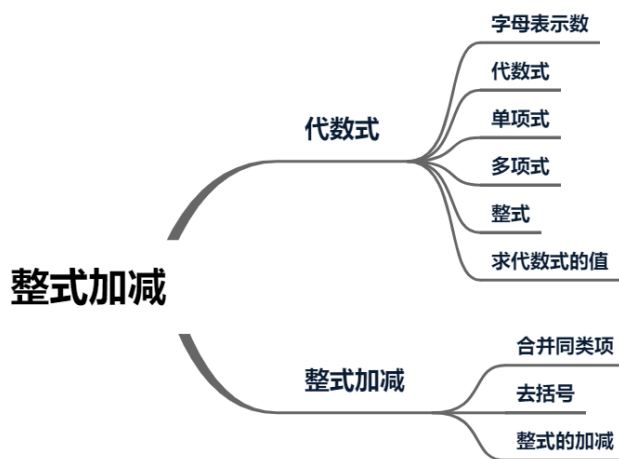 字母表示数
代数式
代数式
单项式
多项式
整式
求代数式的值
整式加减
合并同类项
整式加减
去括号
整式的加减